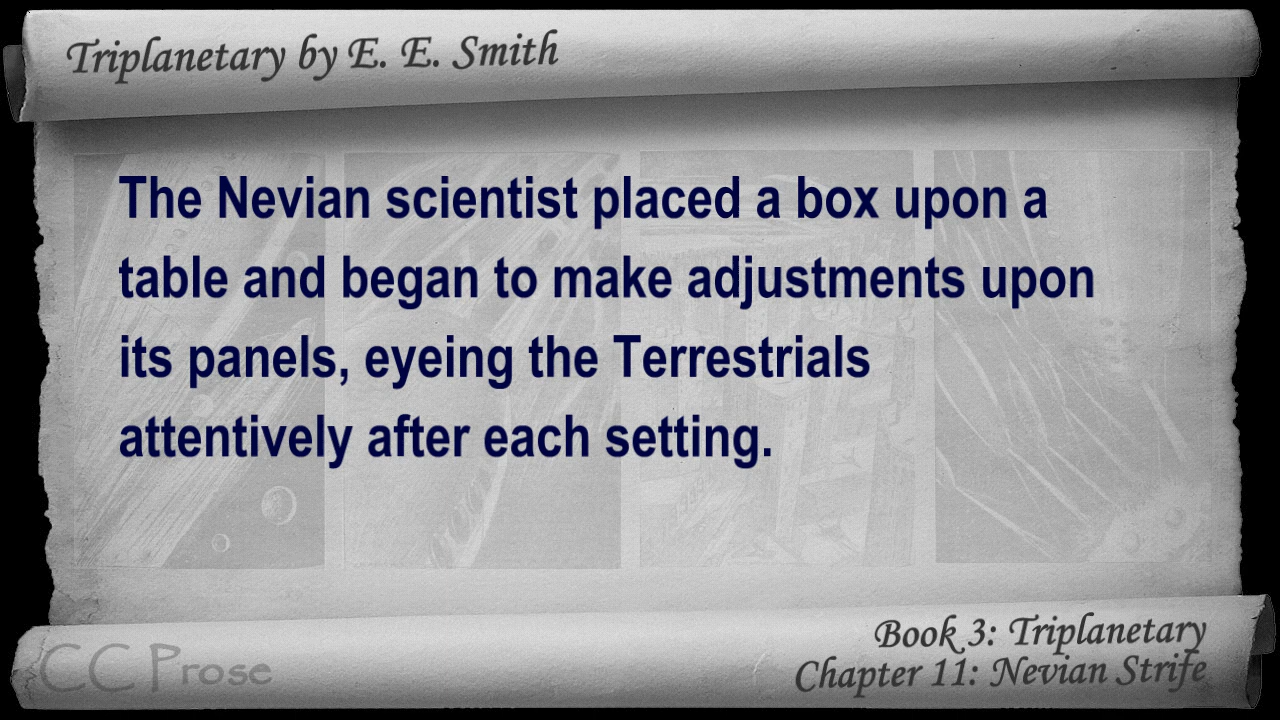 Triplanetary by E. E. Smith
The Nevian scientist placed a box upon a
table and began to make adjustments upon
its panels, eyeing the Terrestrials
attentively after each setting.
Book 3: Triplanetary
Chapter 11: Nevian Strife
CC Prose